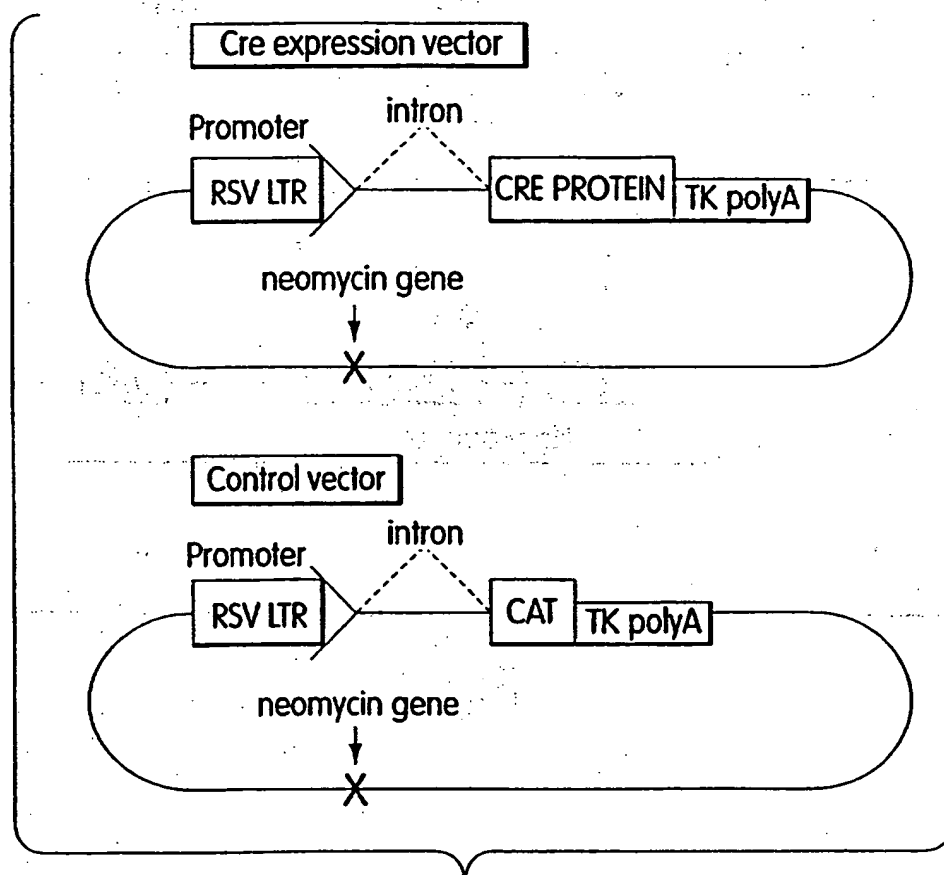 Cre expression vector
intron
Promoter
RSV LTR
CRE PROTEIN
TK polyA
neomycin gene
X
Control vector
intron
Promoter
RSV LTR
CAT
TK polyA
neomycin gene
X